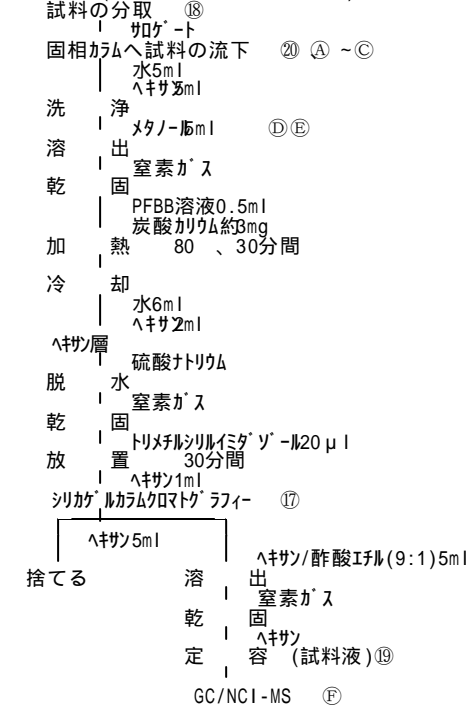 試料の分取 ⑱
サロゲート
固相カラムへ試料の流下 ⑳ Ⓐ ~Ⓒ
水5ml
ヘキサン5ml
洗 浄
メタノール5ml ⒹⒺ
溶 出
窒素ガス
乾 固
PFBB溶液0.5ml
炭酸カリウム約3mg
加 熱 80 、30分間
冷 却
水6ml
ヘキサン2ml
ヘキサン層
硫酸ナトリウム
脱 水
窒素ガス
乾 固
トリメチルシリルイミダゾール20μl
放 置 30分間
ヘキサン1ml
シリカゲルカラムクロマトグラフィー ⑰
ヘキサン5ml
ヘキサン/酢酸エチル(9:1)5ml
捨てる 溶 出
窒素ガス
乾 固
ヘキサン
定 容 (試料液)⑲
GC/NCI-MS Ⓕ